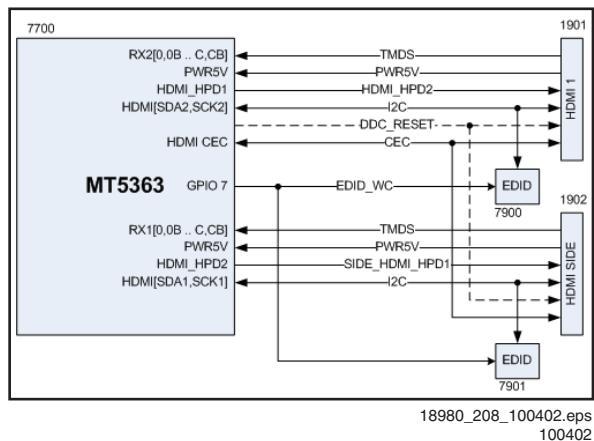 7700
1901
RX2[0,0B .. C,CB]
TMDS
PWR5V
PWR5V
HDMI_HPD1
HDMI_HPD2
HDMI[SDA2,SCK2]
I2C
DDC_RESET
HDMI CEC
CEC
HDMI 1
MT5363
GPIO 7
EDID_WC
EDID
7900
1902
RX1[0,0B .. C,CB]
TMDS
PWR5V
PWR5V
HDMI_HPD2
SIDE_HDMI_HPD1
HDMI[SDA1,SCK1]
I2C
HDMI SIDE
EDID
7901
18980_208_100402.eps
100402